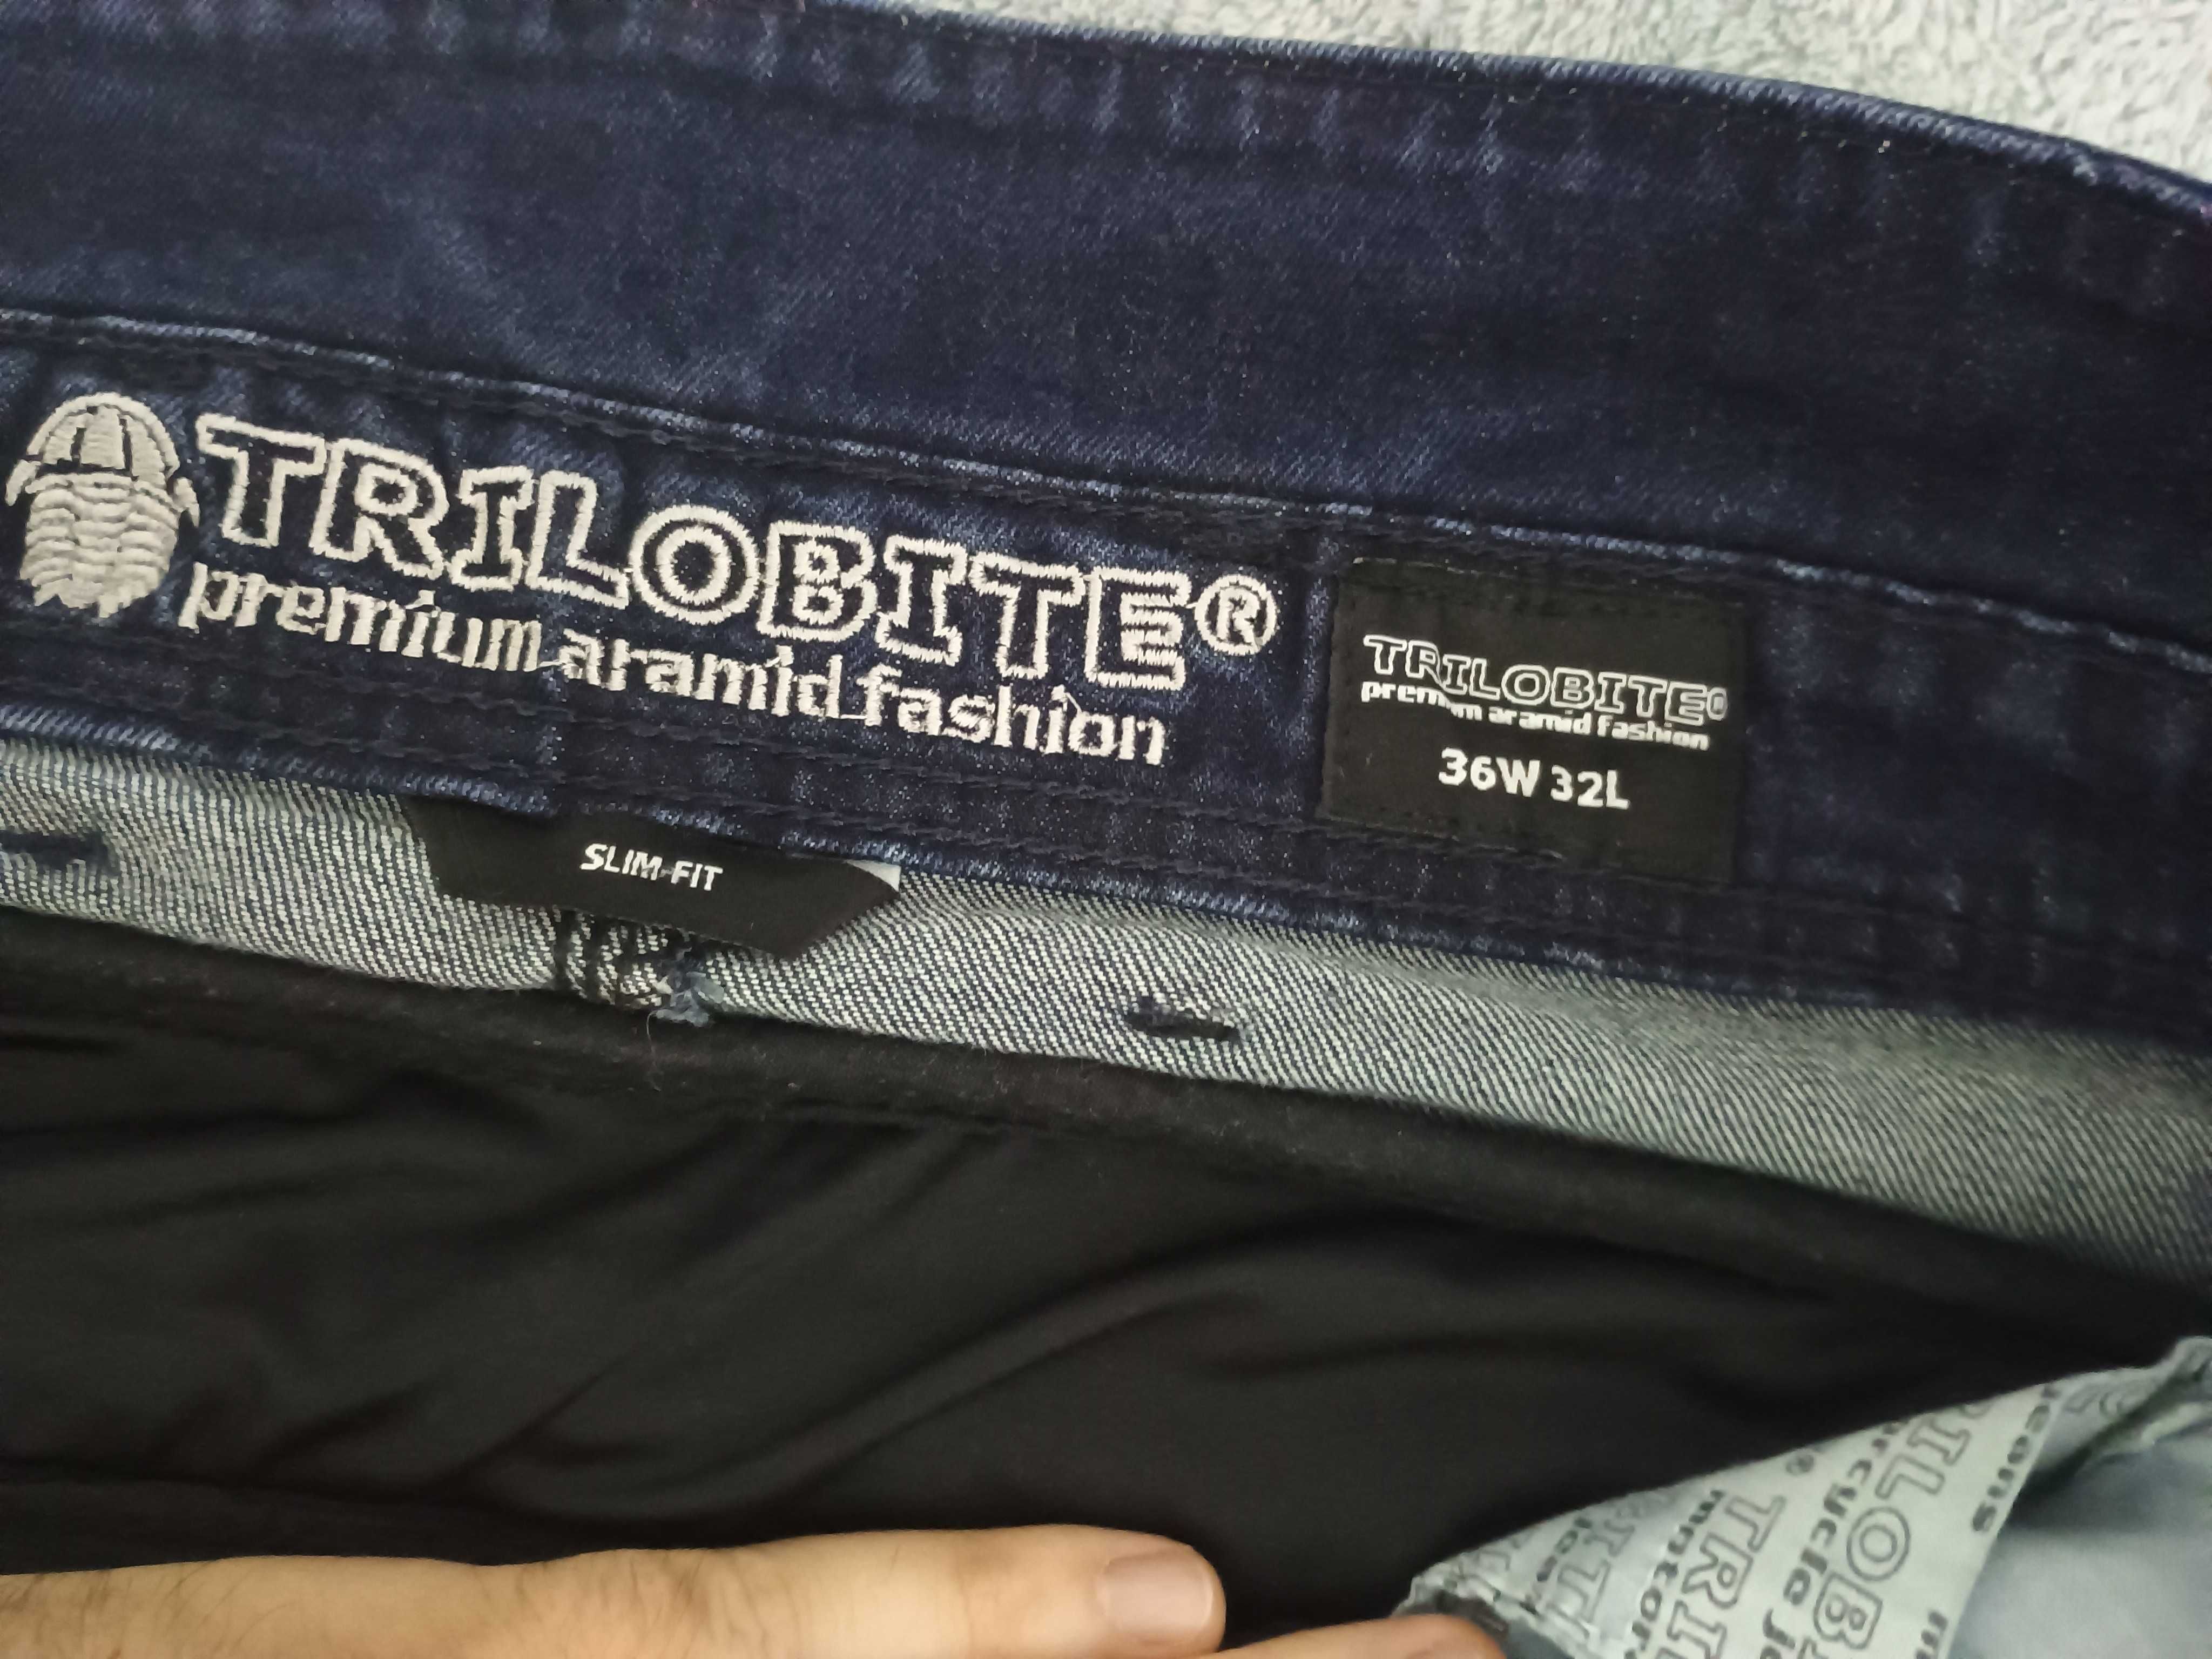 TRILOBITE®
premium aramid fashion
TRILOBITE®
premium aramid fashion
36W 32L
SLIM-FIT
TRILOBITE
motorcycle jeans